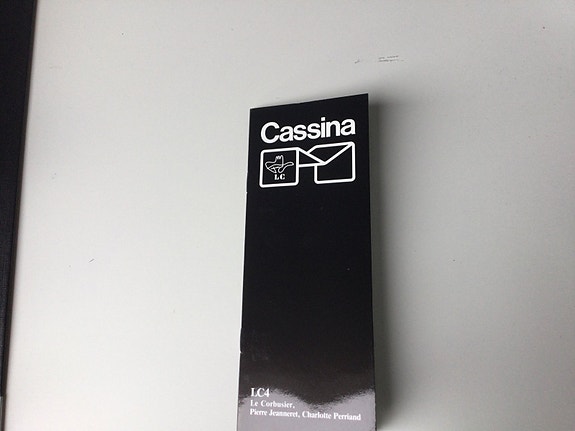 Cassina
LC
LC4
Le Corbusier,
Pierre Jeanneret, Charlotte Perriand